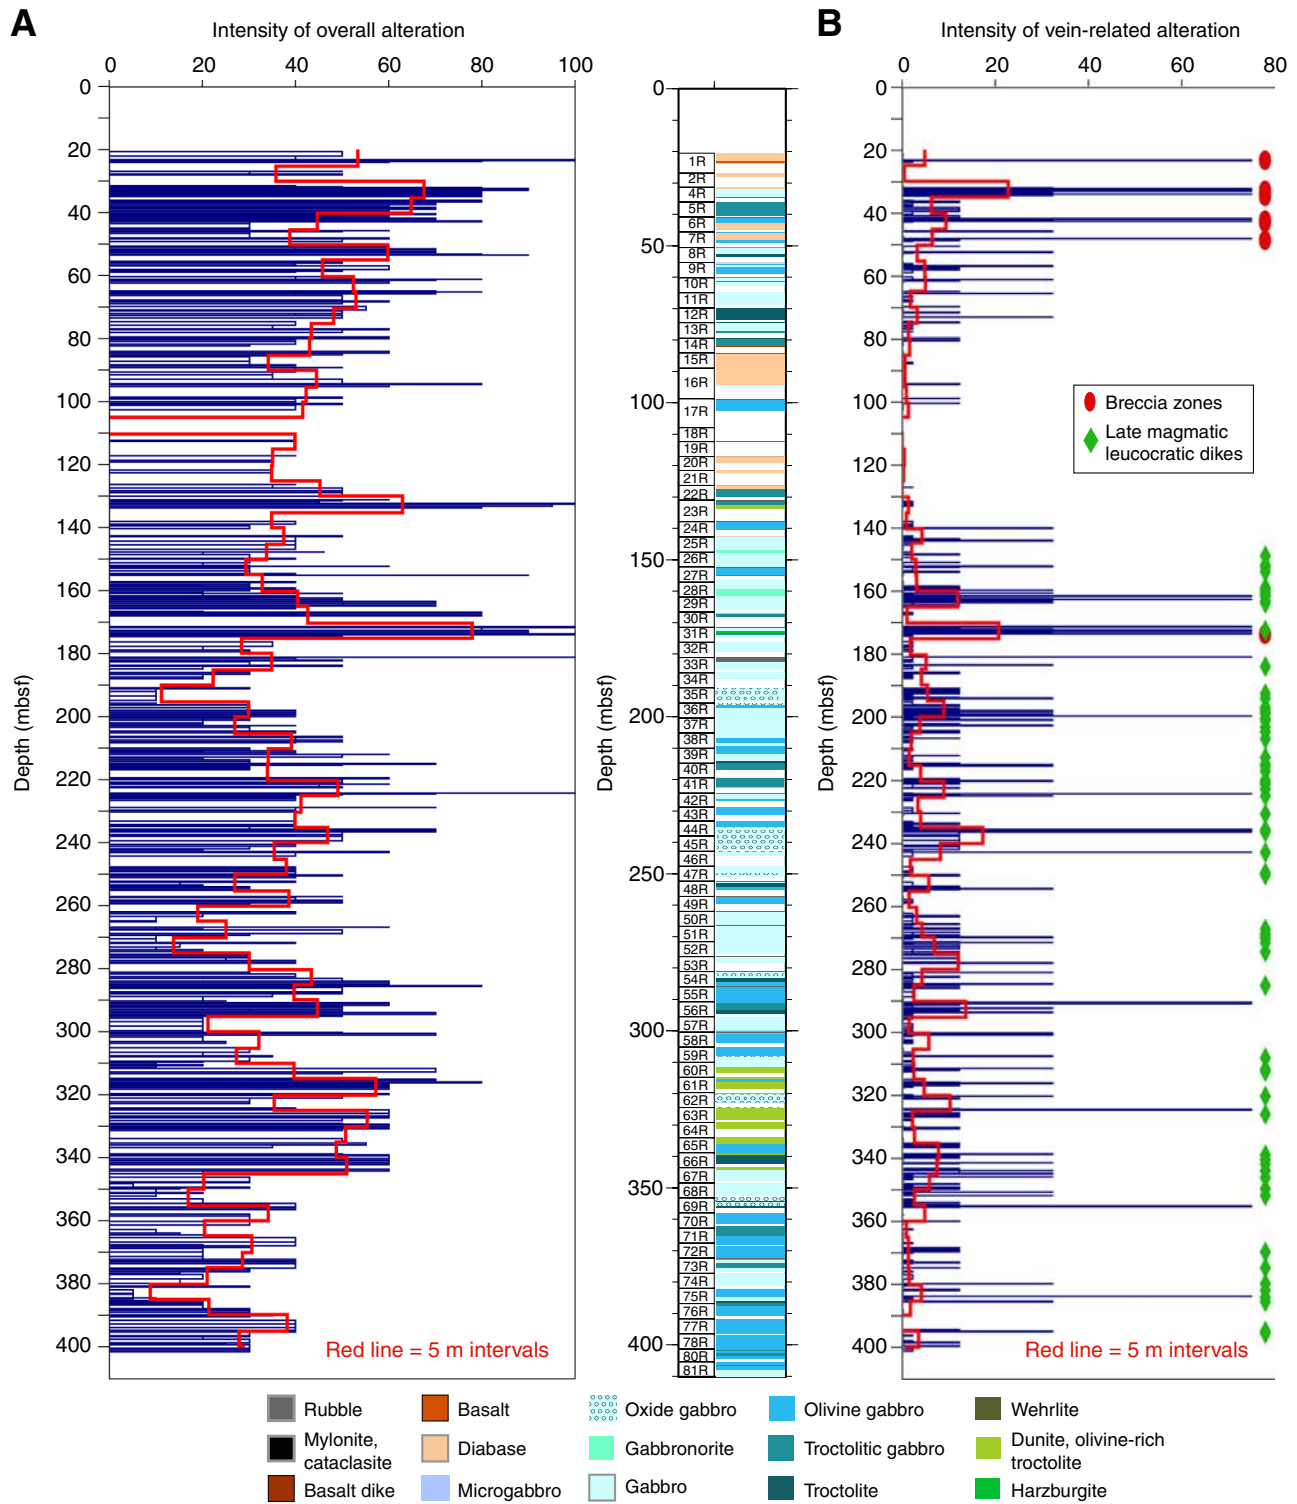 A
Intensity of overall alteration
0 20 40 60 80 100
0
20
40
60
80
100
120
140
160
180
200
220
240
260
280
300
320
340
360
380
400
Depth (mbsf)
Red line = 5 m intervals
0
50
100
150
200
250
300
350
400
Depth (mbsf)
1R
2R
4R
5R
6R
7R
8R
9R
10R
11R
12R
13R
14R
15R
16R
17R
18R
19R
20R
21R
22R
23R
24R
25R
26R
27R
28R
29R
30R
31R
32R
33R
34R
35R
36R
37R
38R
39R
40R
41R
42R
43R
44R
45R
46R
47R
48R
49R
50R
51R
52R
53R
54R
55R
56R
57R
58R
59R
60R
61R
62R
63R
64R
65R
66R
67R
68R
69R
70R
71R
72R
73R
74R
75R
76R
77R
78R
80R
81R
B
Intensity of vein-related alteration
0 20 40 60 80
0
20
40
60
80
100
120
140
160
180
200
220
240
260
280
300
320
340
360
380
400
Depth (mbsf)
Breccia zones
Late magmatic
leucocratic dikes
Red line = 5 m intervals
Rubble
Mylonite,
cataclasite
Basalt dike
Basalt
Diabase
Microgabbro
Oxide gabbro
Gabbronorite
Gabbro
Olivine gabbro
Troctolitic gabbro
Troctolite
Wehrlite
Dunite, olivine-rich
troctolite
Harzburgite